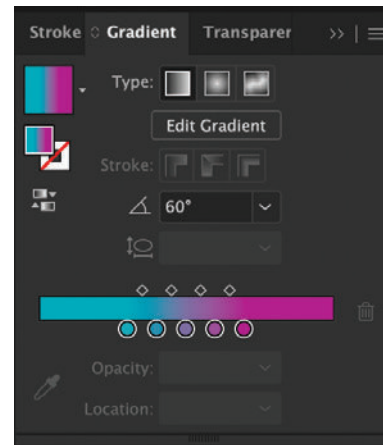 Stroke Gradient Transparer
Type:
Edit Gradient
Stroke:
60°
Opacity:
Location: